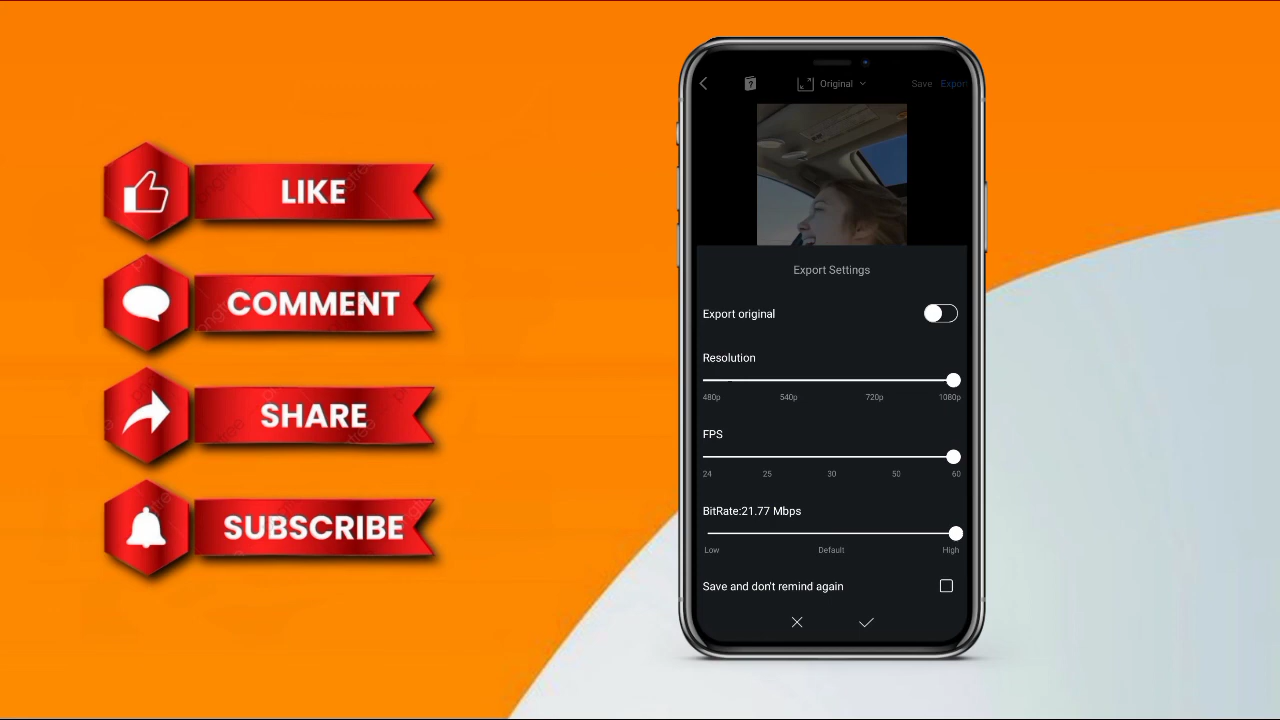 LIKE
COMMENT
SHARE
SUBSCRIBE
Original
Save Export
Export Settings
Export original
Resolution
480p 540p 720p 1080p
FPS
24 25 30 50 60
BitRate:21.77 Mbps
Low Default High
Save and don't remind again